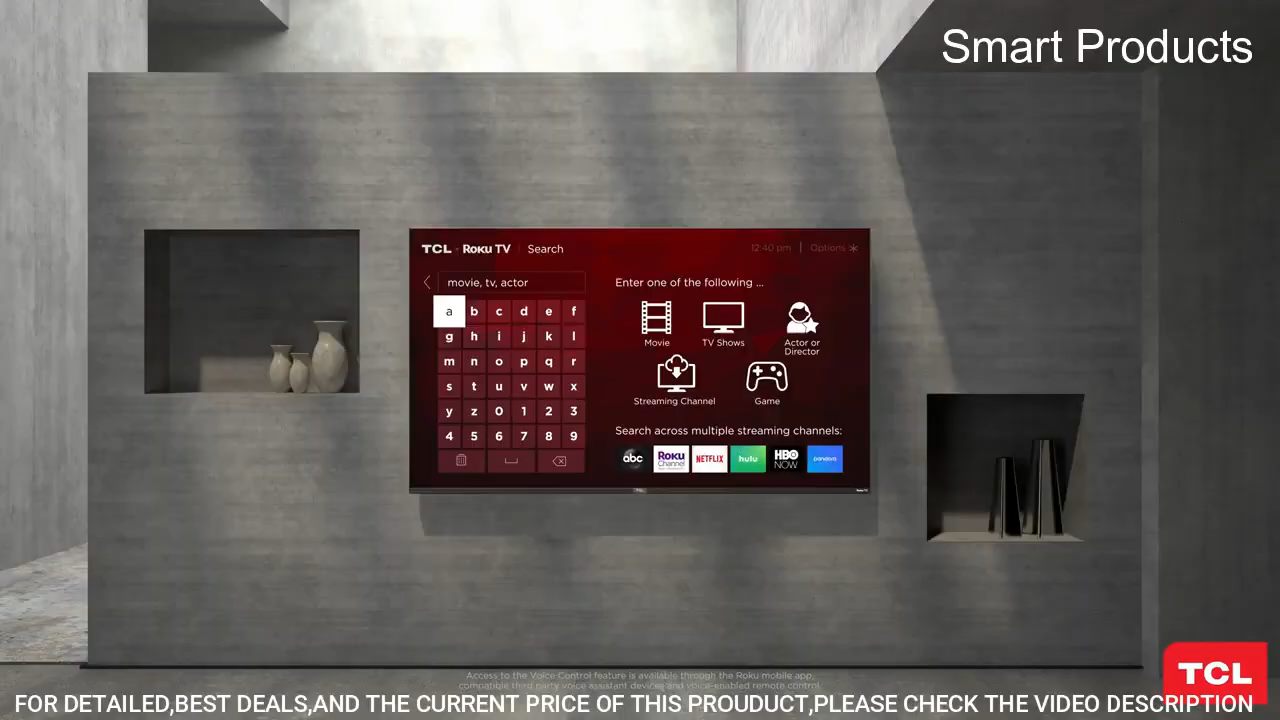 Smart Products
TCL • Roku TV | Search
12:40 pm | Options
movie, tv, actor
Enter one of the following ...
a b c d e f
g h i j k l
m n o p q r
s t u v w x
y z 0 1 2 3
4 5 6 7 8 9
Movie
TV Shows
Actor or
Director
Streaming Channel
Game
Search across multiple streaming channels:
abc
Roku
Channel
NETFLIX
hulu
HBO
NOW
pandora
TCL
Roku TV
Access to the Voice Control feature is available through the Roku mobile app,
compatible third party voice assistant devices and voice-enabled remote control.
TCL
FOR DETAILED,BEST DEALS,AND THE CURRENT PRICE OF THIS PROUDUCT,PLEASE CHECK THE VIDEO DESCRIPTION